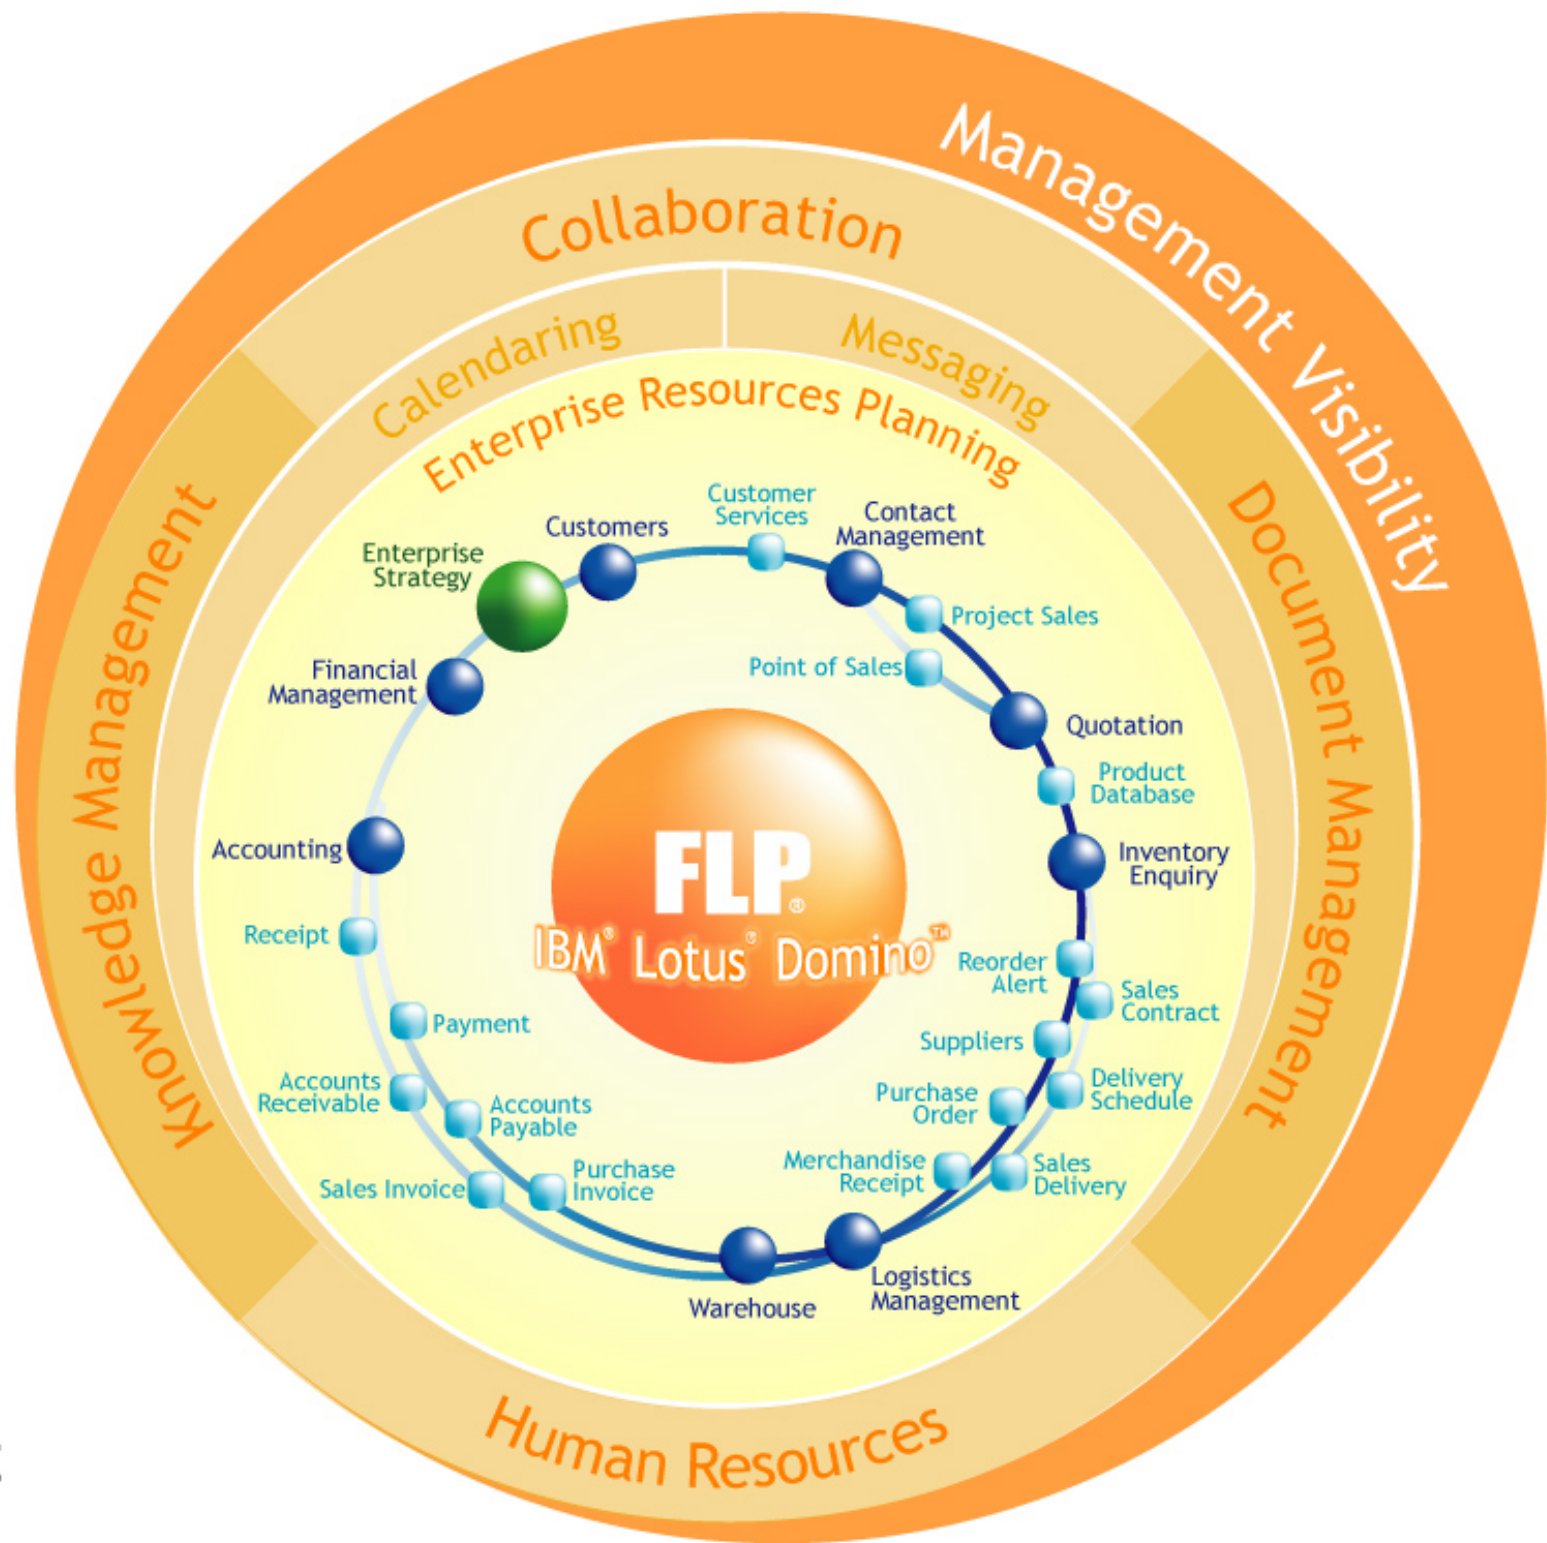 Management Visibility
Collaboration
Calendaring
Messaging
Enterprise Resources Planning
Knowledge Management
Document Management
Customer
Services
Contact
Management
Customers
Enterprise
Strategy
Project Sales
Point of Sales
Financial
Management
Quotation
Product
Database
Accounting
Inventory
Enquiry
FLP®
IBM® Lotus® Domino™
Receipt
Reorder
Alert
Sales
Contract
Payment
Suppliers
Accounts
Receivable
Accounts
Payable
Purchase
Order
Delivery
Schedule
Sales Invoice
Purchase
Invoice
Merchandise
Receipt
Sales
Delivery
Warehouse
Logistics
Management
Human Resources